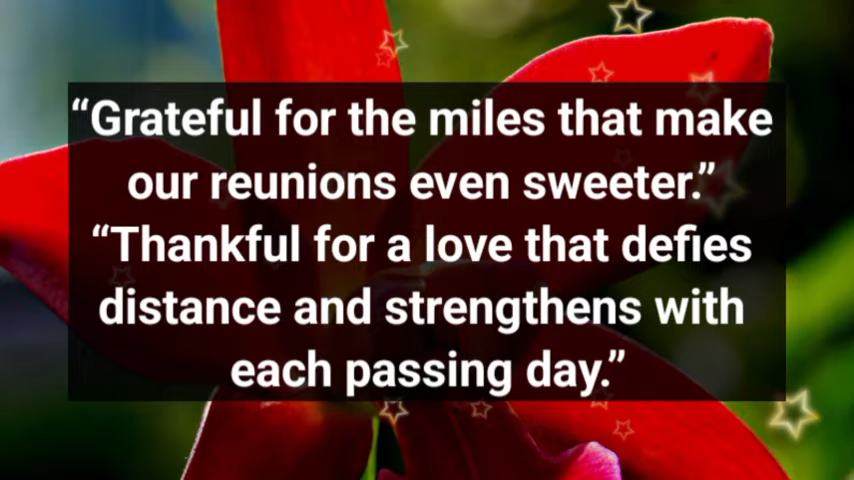 “Grateful for the miles that make
our reunions even sweeter.”
“Thankful for a love that defies
distance and strengthens with
each passing day.”